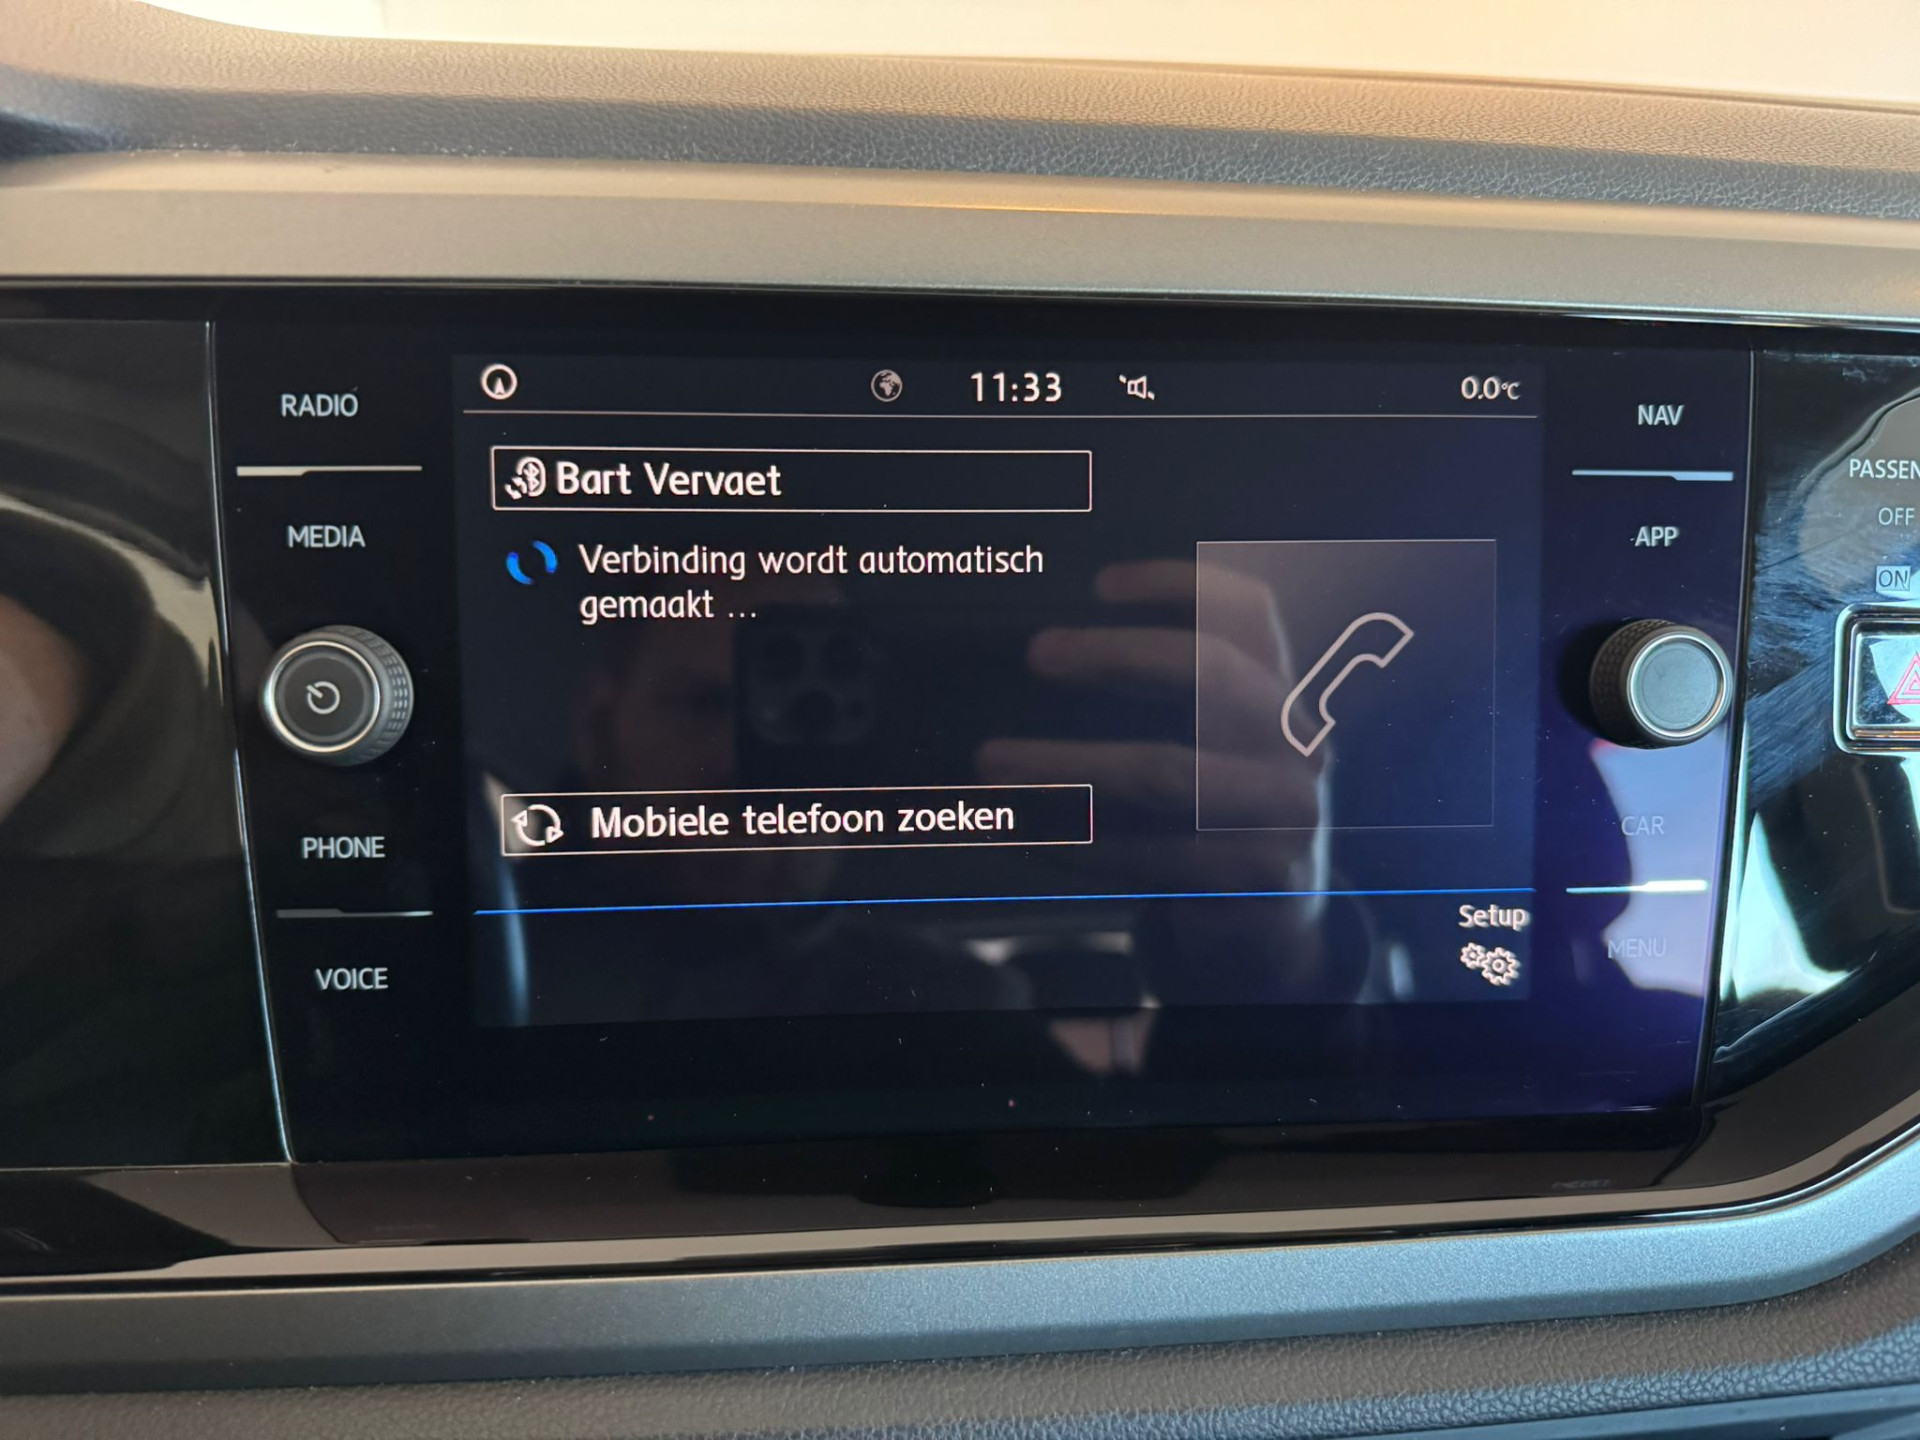 RADIO
MEDIA
PHONE
VOICE
11:33
0.0°C
Bart Vervaet
Verbinding wordt automatisch
gemaakt ...
Mobiele telefoon zoeken
Setup
NAV
APP
CAR
MENU
PASSEN
OFF
ON